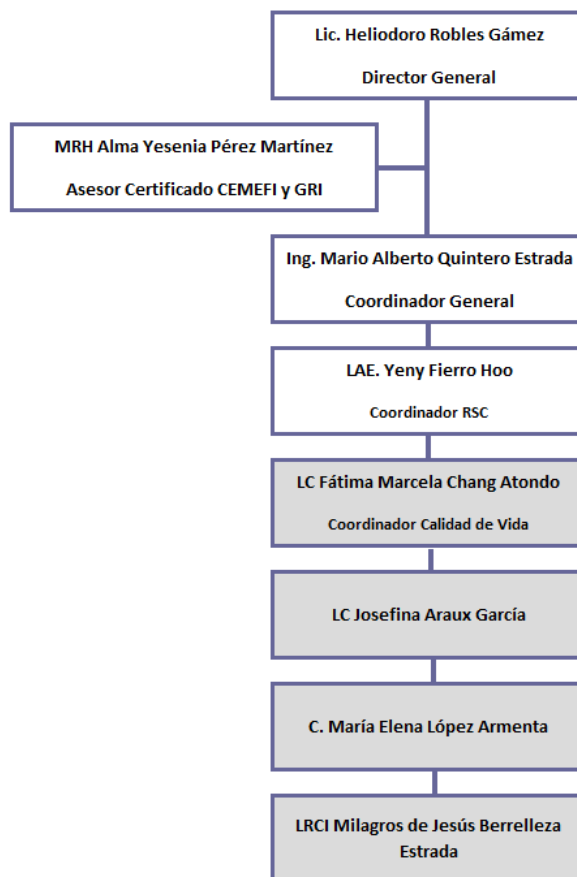 Lic. Heliodoro Robles Gámez
Director General
MRH Alma Yesenia Pérez Martínez
Asesor Certificado CEMEFI y GRI
Ing. Mario Alberto Quintero Estrada
Coordinador General
LAE. Yeny Fierro Hoo
Coordinador RSC
LC Fátima Marcela Chang Atondo
Coordinador Calidad de Vida
LC Josefina Araux García
C. María Elena López Armenta
LRCI Milagros de Jesús Berrelleza
Estrada